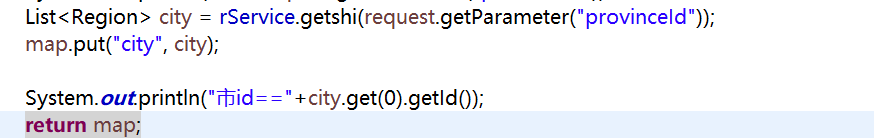 List<Region> city = rService.getshi(request.getParameter("provinceId"));
map.put("city", city);
System.out.println("市id=="+city.get(0).getId());
return map;